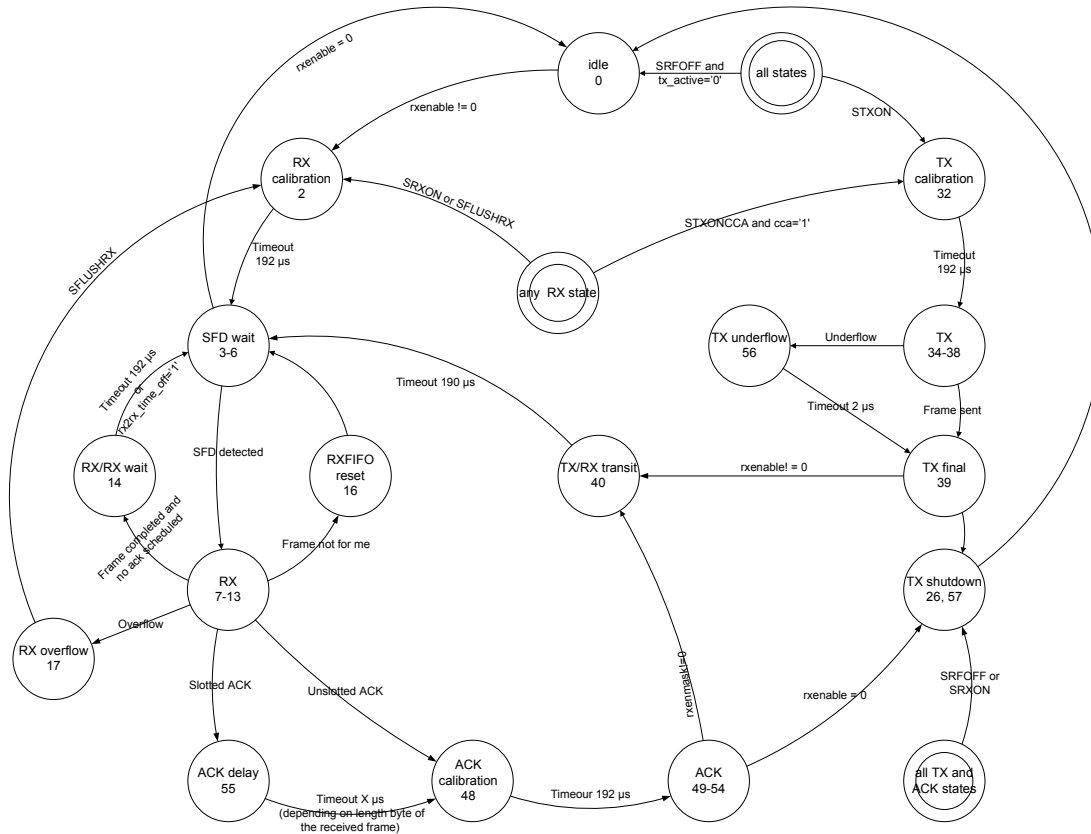 rxenable = 0
idle
0
SRFOFF and
tx_active='0'
all states
rxenable != 0
STXON
RX
calibration
2
SRXON or SFLUSHRX
TX
calibration
32
STXONCCA and cca='1'
SFLUSHRX
Timeout
192 µs
any RX state
Timeout
192 µs
SFD wait
3-6
TX underflow
56
Underflow
TX
34-38
Timeout 192 µs
or
rx2rx_time_off='1'
Timeout 190 µs
Timeout 2 µs
Frame sent
SFD detected
RX/RX wait
14
RXFIFO
reset
16
TX/RX transit
40
rxenable! = 0
TX final
39
Frame completed and
no ack scheduled
Frame not for me
RX
7-13
TX shutdown
26, 57
Overflow
RX overflow
17
Slotted ACK
Unslotted ACK
rxenmask!=0
rxenable = 0
SRFOFF or
SRXON
ACK delay
55
Timeout X µs
(depending on length byte of
the received frame)
ACK
calibration
48
Timeour 192 µs
ACK
49-54
all TX and
ACK states